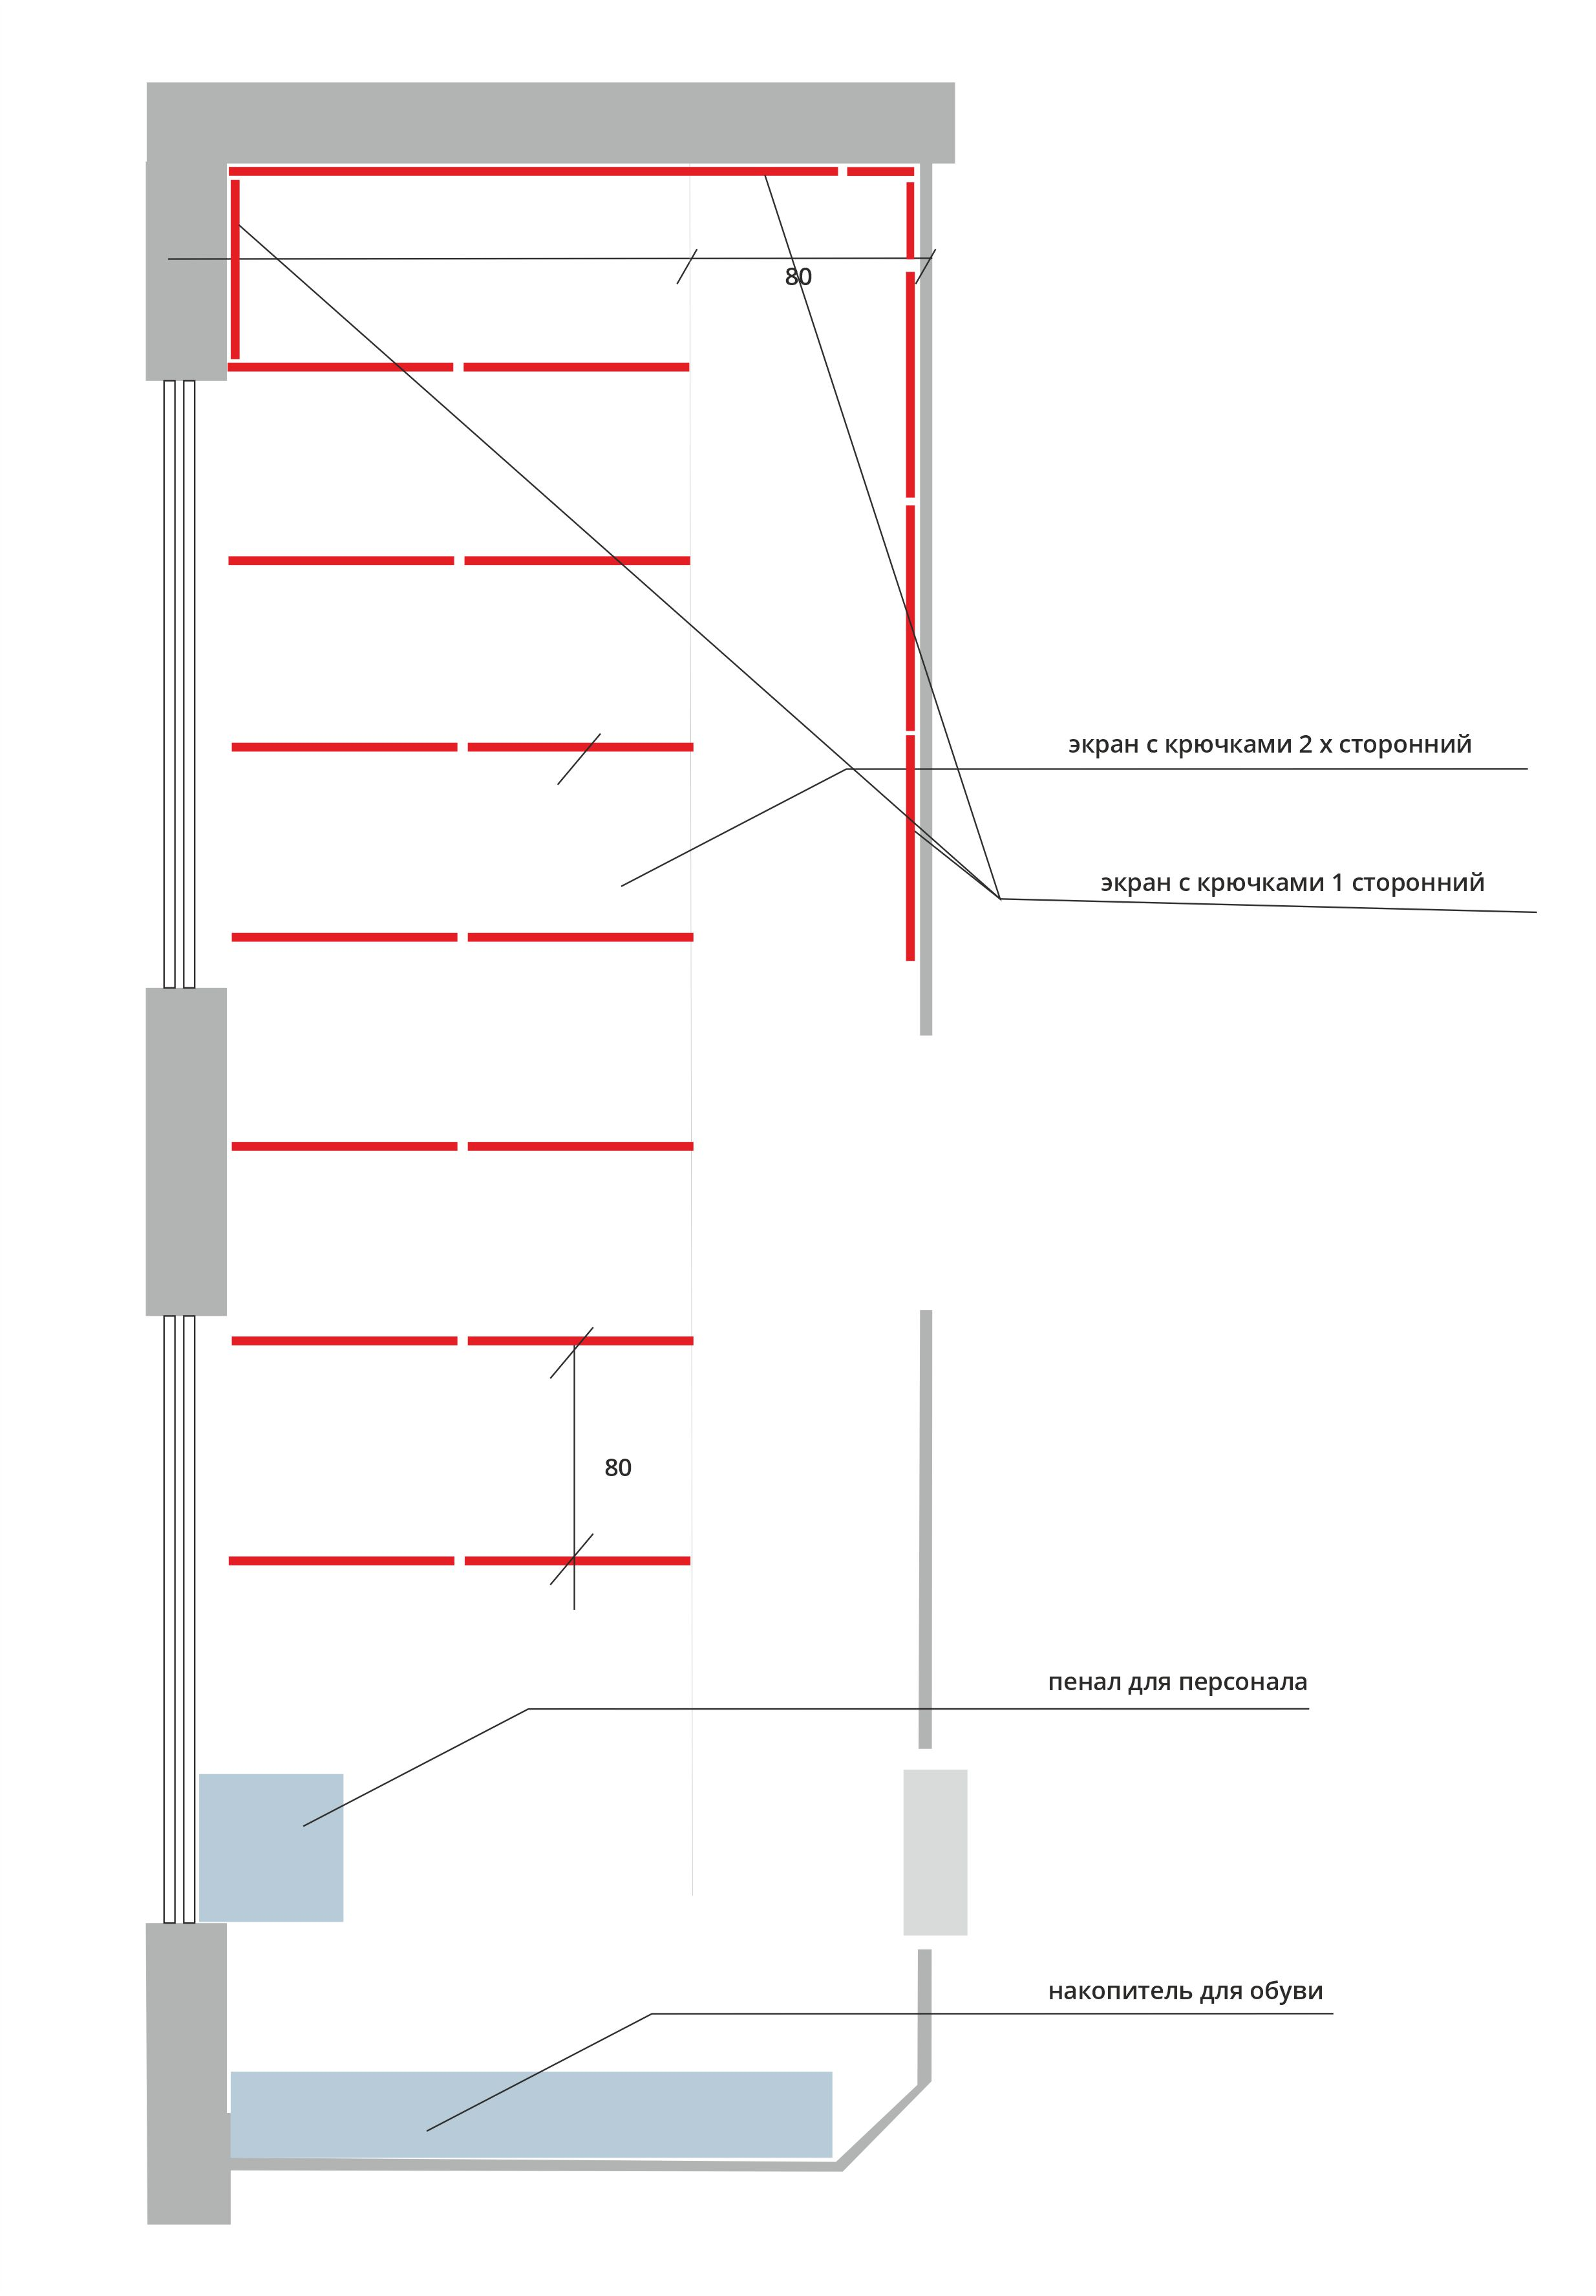 80
экран с крючками 2 х сторонний
экран с крючками 1 сторонний
80
пенал для персонала
накопитель для обуви